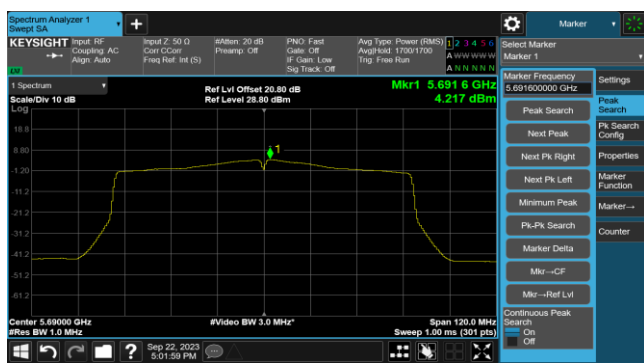 Spectrum Analyzer 1
Swept SA
Marker
KEYSIGHT
Input: RF
Coupling: AC
Align: Auto
Input Z: 50 Ω
Corr CCorr
Freq Ref: Int (S)
#Atten: 20 dB
Preamp: Off
PNO: Fast
Gate: Off
IF Gain: Low
Sig Track: Off
Avg Type: Power (RMS)
Avg|Hold: 1700/1700
Trig: Free Run
1 2 3 4 5 6
A W W W W W
A N N N N N
LXI
Select Marker
Marker 1
1 Spectrum
Scale/Div 10 dB
Ref Lvl Offset 20.80 dB
Ref Level 28.80 dBm
Mkr1 5.691 6 GHz
4.217 dBm
Log
18.8
8.80
-1.20
-11.2
-21.2
-31.2
-41.2
-51.2
-61.2
1
Center 5.69000 GHz
#Res BW 1.0 MHz
#Video BW 3.0 MHz*
Span 120.0 MHz
Sweep 1.00 ms (301 pts)
Marker Frequency
5.691600000 GHz
Peak Search
Next Peak
Next Pk Right
Next Pk Left
Minimum Peak
Pk-Pk Search
Marker Delta
Mkr→CF
Mkr→Ref Lvl
Continuous Peak
Search
On
Off
Settings
Peak
Search
Pk Search
Config
Properties
Marker
Function
Marker→
Counter
?
Sep 22, 2023
5:01:59 PM